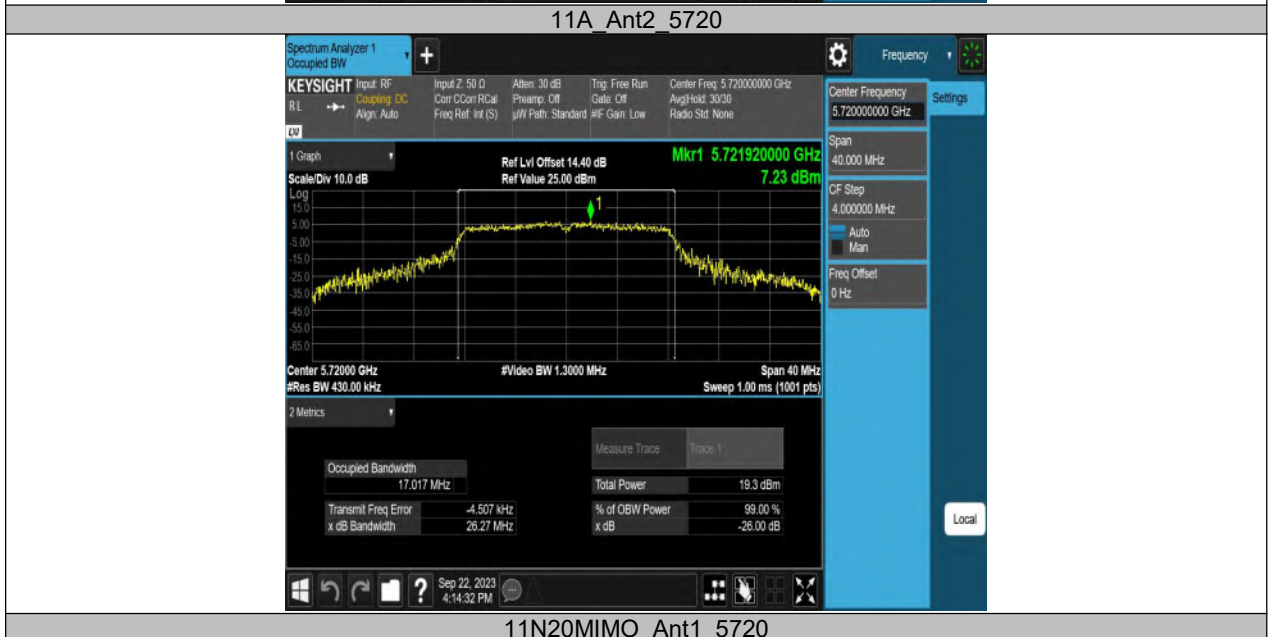 11A_Ant2_5720
Spectrum Analyzer 1
Occupied BW
+
Frequency
KEYSIGHT Input: RF Input Z: 50 Ω Atten: 30 dB Trig: Free Run Center Freq: 5.720000000 GHz
RL Coupling: DC Corr CCorr RCal Preamp: Off Gate: Off Avg|Hold: 30/30
Align: Auto Freq Ref: Int (S) µW Path: Standard #IF Gain: Low Radio Std: None
LXI
Center Frequency
5.720000000 GHz
Settings
Span
40.000 MHz
CF Step
4.000000 MHz
Auto
Man
Freq Offset
0 Hz
1 Graph
Ref Lvl Offset 14.40 dB
Mkr1 5.721920000 GHz
Scale/Div 10.0 dB
Ref Value 25.00 dBm
7.23 dBm
Log
15.0
5.00
-5.00
-15.0
-25.0
-35.0
-45.0
-55.0
-65.0
1
Center 5.72000 GHz #Video BW 1.3000 MHz Span 40 MHz
#Res BW 430.00 kHz Sweep 1.00 ms (1001 pts)
2 Metrics
Measure Trace Trace 1
Occupied Bandwidth
17.017 MHz
Total Power 19.3 dBm
Transmit Freq Error -4.507 kHz % of OBW Power 99.00 %
x dB Bandwidth 26.27 MHz x dB -26.00 dB
Local
? Sep 22, 2023
4:14:32 PM
11N20MIMO_Ant1_5720